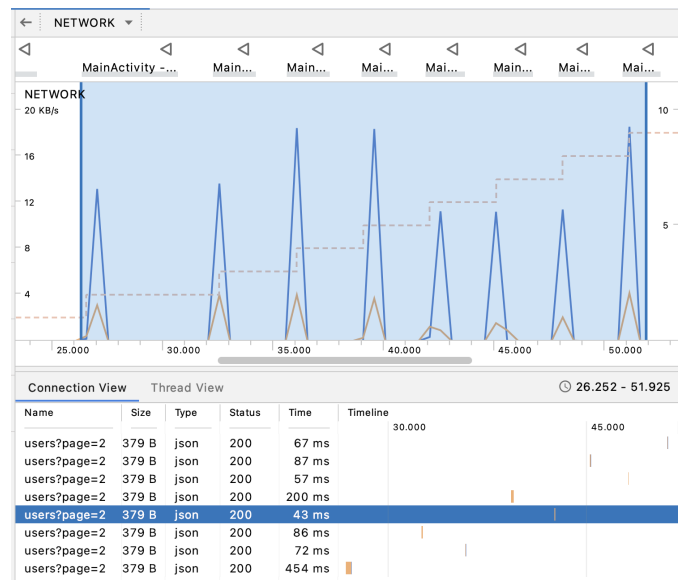 NETWORK
MainActivity -... Main... Main... Mai... Mai... Main... Mai... Mai...
NETWORK
20 KB/s 10
16
12
8 5
4
25.000 30.000 35.000 40.000 45.000 50.000
Connection View Thread View 26.252 - 51.925
Name Size Type Status Time Timeline
30.000 45.000
users?page=2 379 B json 200 67 ms
users?page=2 379 B json 200 87 ms
users?page=2 379 B json 200 57 ms
users?page=2 379 B json 200 200 ms
users?page=2 379 B json 200 43 ms
users?page=2 379 B json 200 86 ms
users?page=2 379 B json 200 72 ms
users?page=2 379 B json 200 454 ms